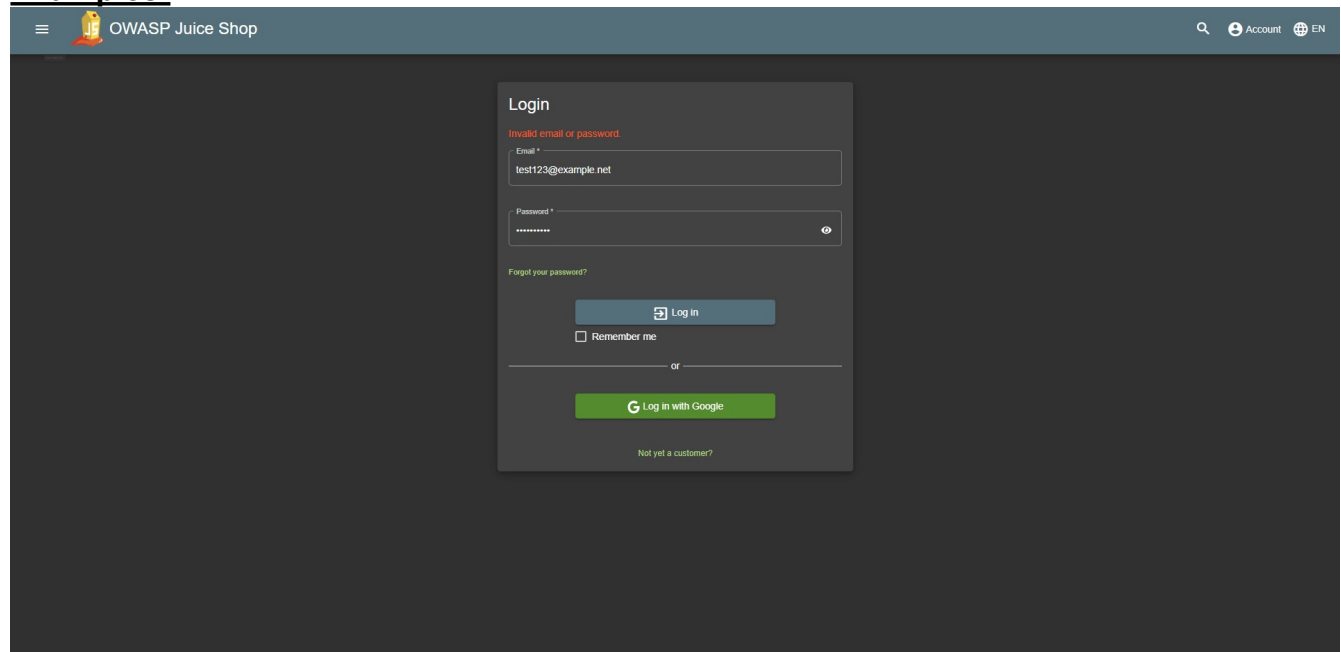 OWASP Juice Shop
Account
EN
Login
Invalid email or password.
Email *
test123@example.net
Password *
••••••••••
Forgot your password?
Log in
Remember me
or
G Log in with Google
Not yet a customer?